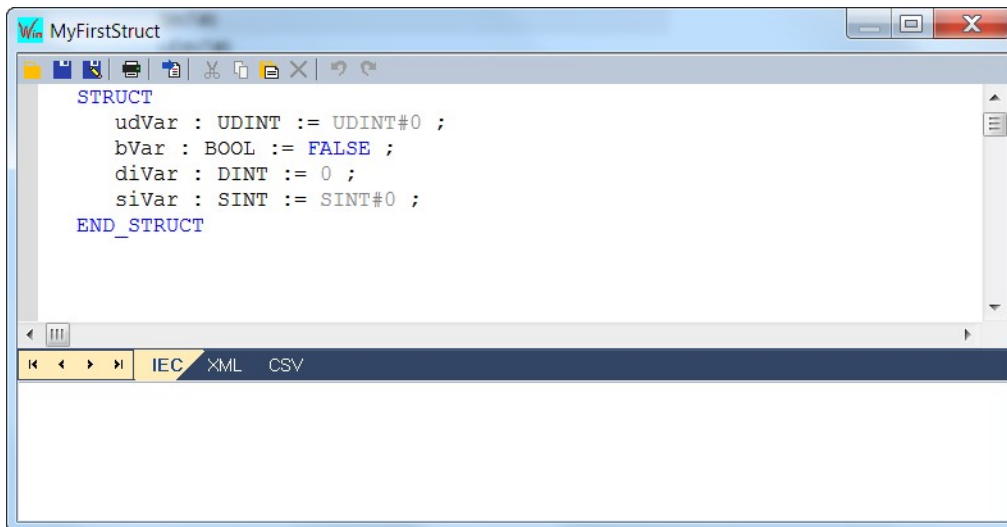 Win MyFirstStruct
STRUCT
udVar : UDINT := UDINT#0 ;
bVar : BOOL := FALSE ;
diVar : DINT := 0 ;
siVar : SINT := SINT#0 ;
END_STRUCT
IEC XML CSV